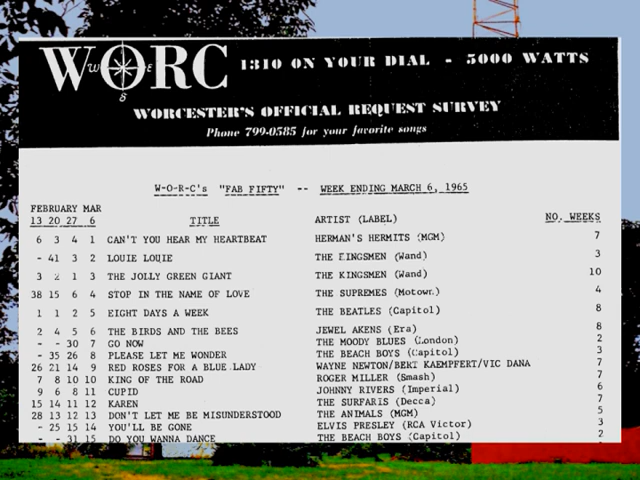 WORC 1310 ON YOUR DIAL - 5000 WATTS
W E
S
WORCESTER'S OFFICIAL REQUEST SURVEY
Phone 799-0585 for your favorite songs
W-O-R-C's "FAB FIFTY" -- WEEK ENDING MARCH 6, 1965
FEBRUARY MAR
13 20 27 6 TITLE ARTIST (LABEL) NO. WEEKS
6 3 4 1 CAN'T YOU HEAR MY HEARTBEAT HERMAN'S HERMITS (MGM) 7
- 41 3 2 LOUIE LOUIE THE KINGSMEN (Wand) 3
3 2 1 3 THE JOLLY GREEN GIANT THE KINGSMEN (Wand) 10
38 15 6 4 STOP IN THE NAME OF LOVE THE SUPREMES (Motown) 4
1 1 2 5 EIGHT DAYS A WEEK THE BEATLES (Capitol) 8
2 4 5 6 THE BIRDS AND THE BEES JEWEL AKENS (Era) 8
- - 30 7 GO NOW THE MOODY BLUES (London) 2
- 35 26 8 PLEASE LET ME WONDER THE BEACH BOYS (Capitol) 3
26 21 14 9 RED ROSES FOR A BLUE LADY WAYNE NEWTON/BERT KAEMPFERT/VIC DANA 7
7 8 10 10 KING OF THE ROAD ROGER MILLER (Smash) 7
9 6 8 11 CUPID JOHNNY RIVERS (Imperial) 6
15 14 11 12 KAREN THE SURFARIS (Decca) 7
28 13 12 13 DON'T LET ME BE MISUNDERSTOOD THE ANIMALS (MGM) 5
- 25 15 14 YOU'LL BE GONE ELVIS PRESLEY (RCA Victor) 3
- - 31 15 DO YOU WANNA DANCE THE BEACH BOYS (Capitol) 2